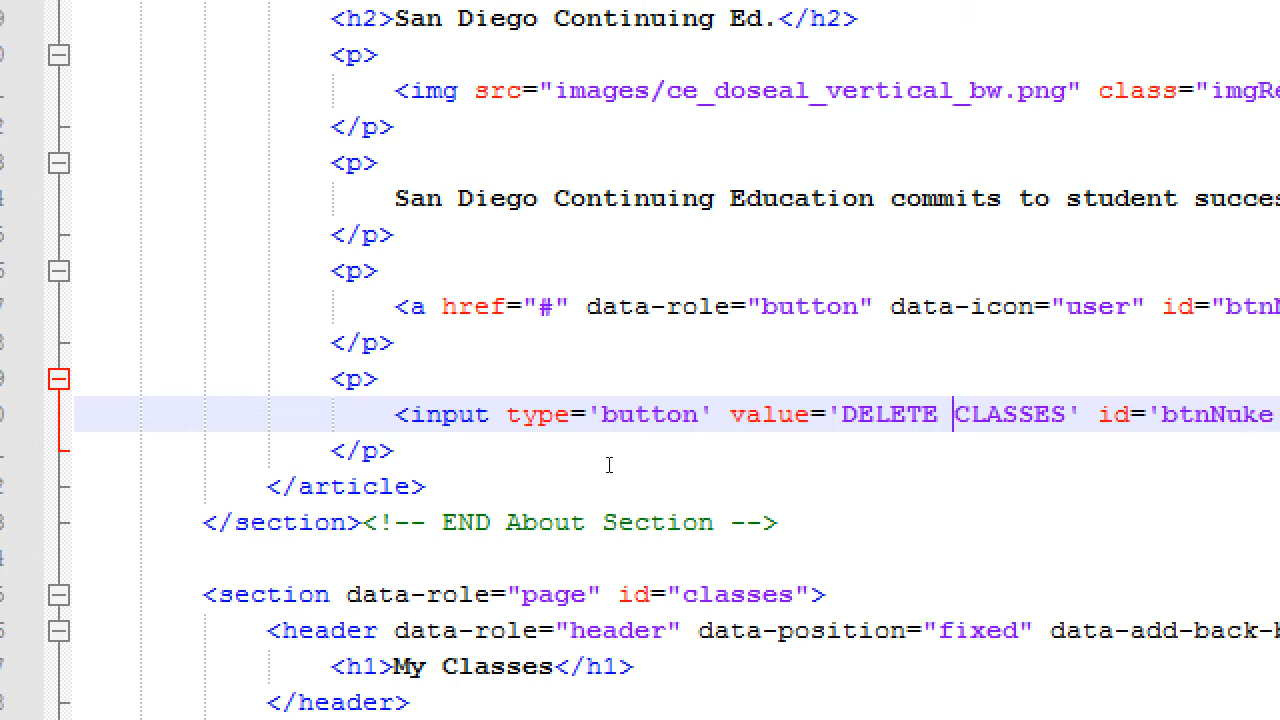 <h2>San Diego Continuing Ed.</h2>
<p>
<img src="images/ce_doseal_vertical_bw.png" class="imgRe
</p>
<p>
San Diego Continuing Education commits to student succes
</p>
<p>
<a href="#" data-role="button" data-icon="user" id="btnN
</p>
<p>
<input type='button' value='DELETE CLASSES' id='btnNuke
</p>
</article>
</section><!-- END About Section -->
<section data-role="page" id="classes">
<header data-role="header" data-position="fixed" data-add-back-b
<h1>My Classes</h1>
</header>